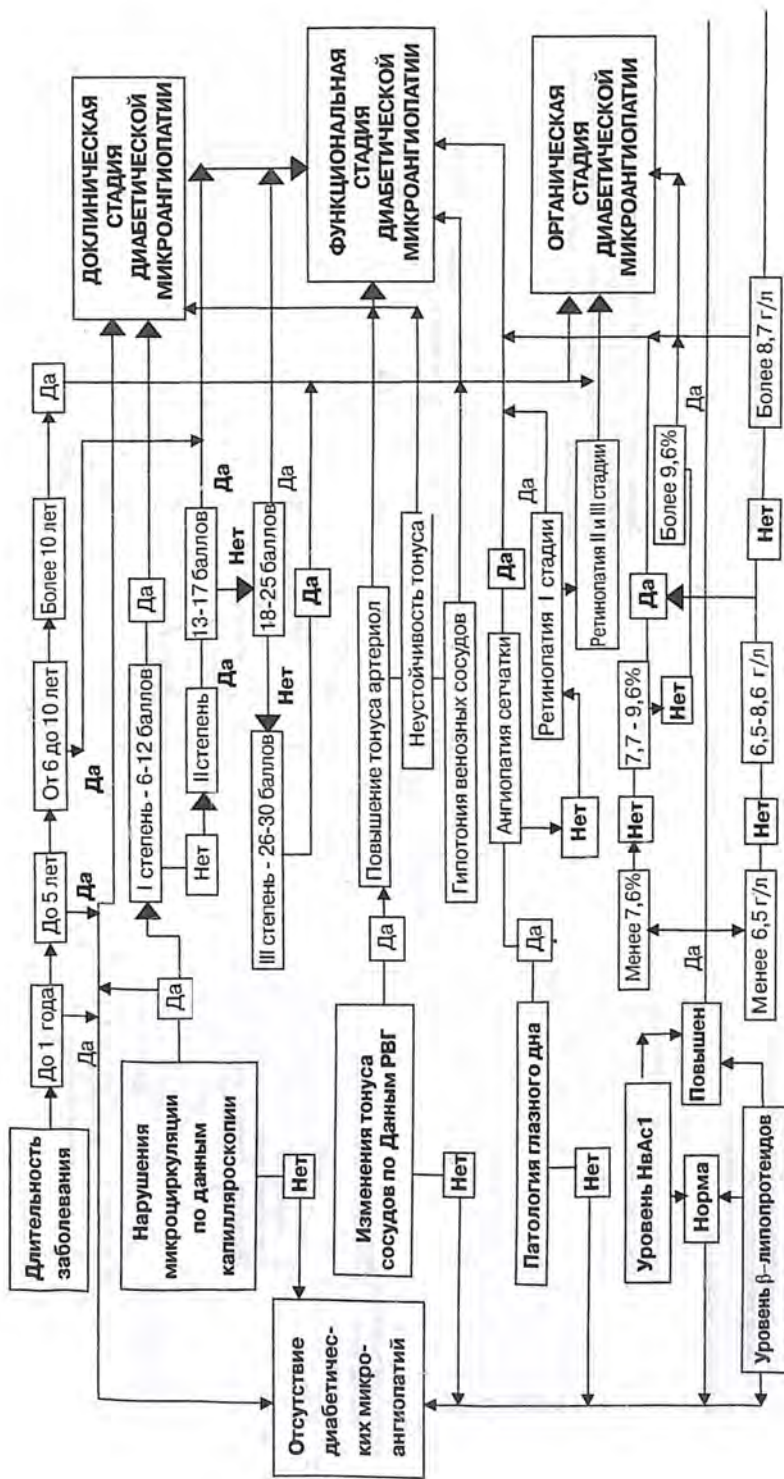 Длительность
заболевания
До 1 года
Да
До 5 лет
Да
От 6 до 10 лет
Да
Более 10 лет
Да
ДОКЛИНИЧЕСКАЯ
СТАДИЯ
ДИАБЕТИЧЕСКОЙ
МИКРОАНГИОПАТИИ
Нарушения
микроциркуляции
по данным
капилляроскопии
Да
Нет
I степень - 6-12 баллов
Да
Нет
II степень
Да
13-17 баллов
Да
Нет
18-25 баллов
Да
Нет
III степень - 26-30 баллов
Да
Отсутствие
диабетичес-
ких микро-
ангиопатий
ФУНКЦИОНАЛЬНАЯ
СТАДИЯ
ДИАБЕТИЧЕСКОЙ
МИКРОАНГИОПАТИИ
Изменения тонуса
сосудов по Данным РВГ
Да
Нет
Повышение тонуса артериол
Неустойчивость тонуса
Гипотония венозных сосудов
Патология глазного дна
Да
Нет
Ангиопатия сетчатки
Да
Нет
Ретинопатия I стадии
Да
Ретинопатия II и III стадии
ОРГАНИЧЕСКАЯ
СТАДИЯ
ДИАБЕТИЧЕСКОЙ
МИКРОАНГИОПАТИИ
Уровень НвАс1
Норма
Повышен
Да
Менее 7,6%
Нет
7,7 - 9,6%
Да
Нет
Более 9,6%
Да
Уровень β–липопротеидов
Менее 6,5 г/л
Нет
6,5-8,6 г/л
Нет
Более 8,7 г/л